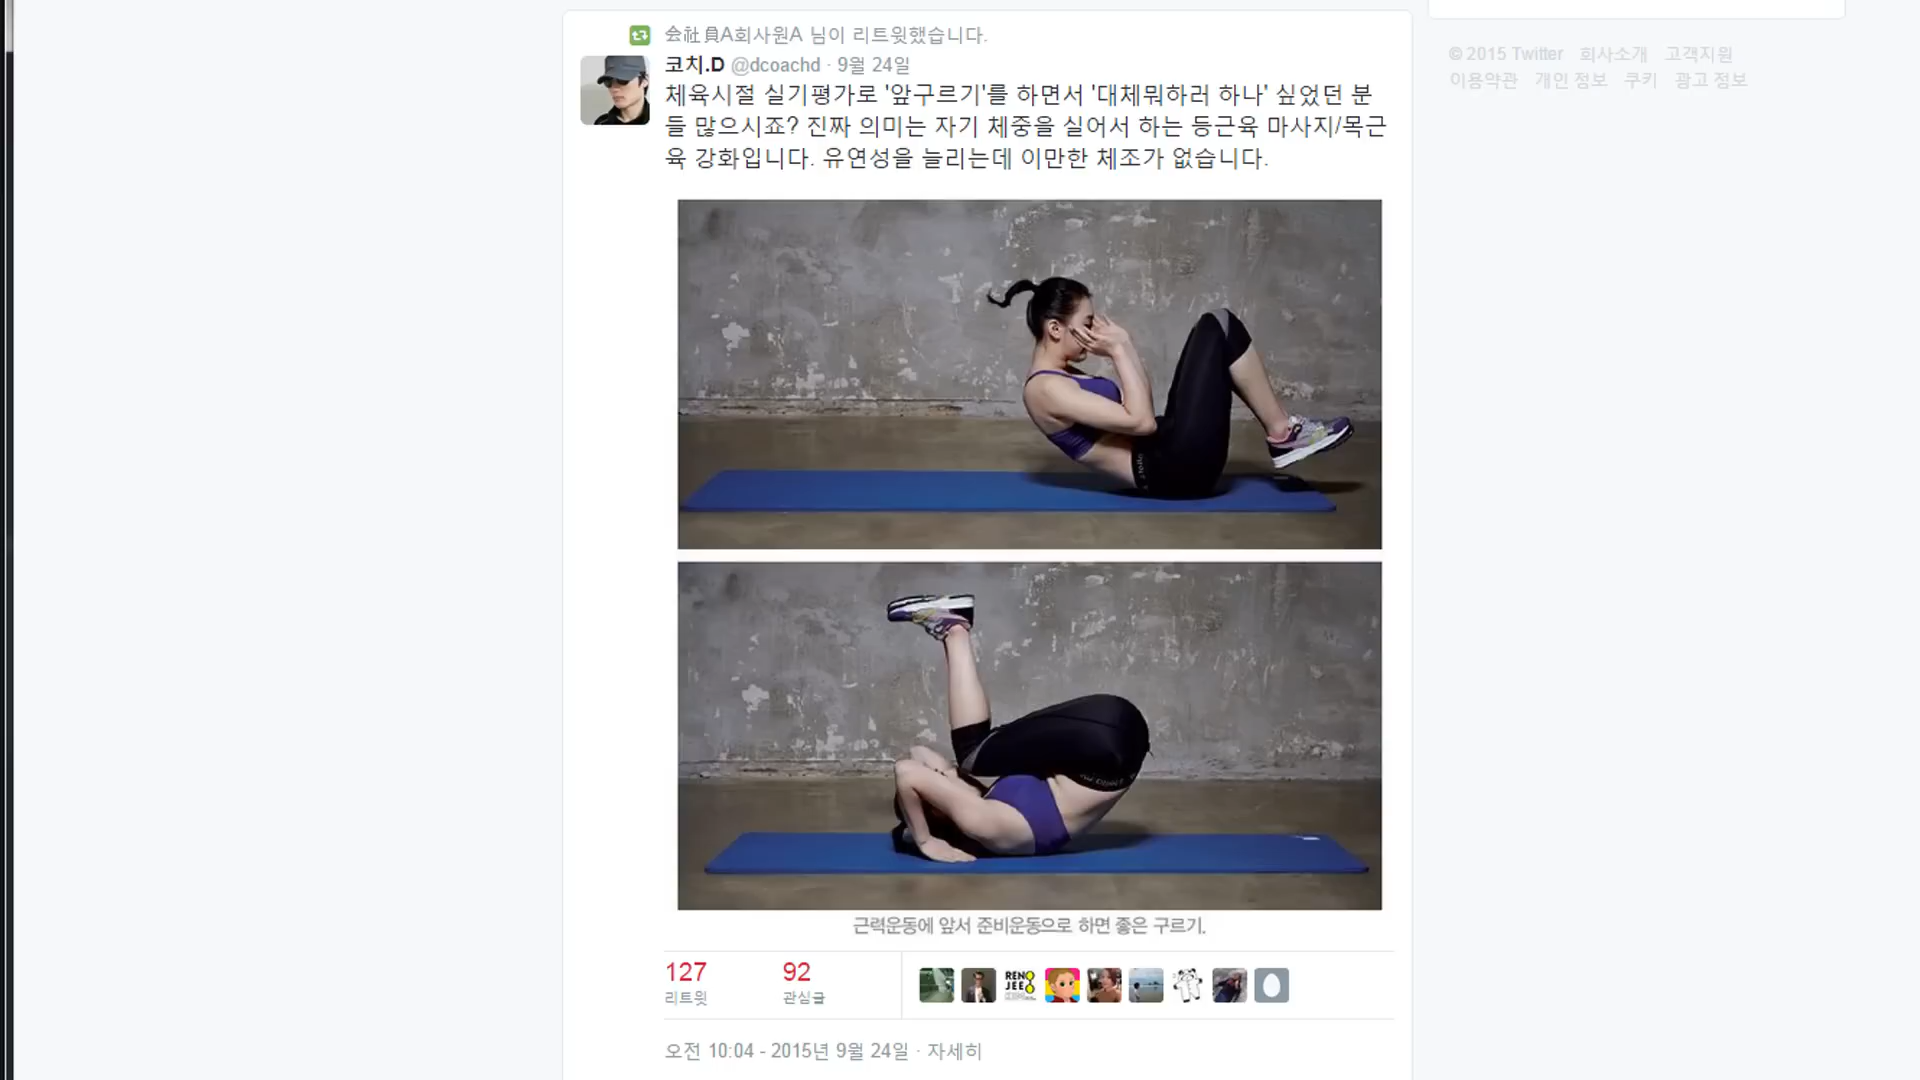 会社員A회사원A 님이 리트윗했습니다.
코치.D @dcoachd · 9월 24일
체육시절 실기평가로 '앞구르기'를 하면서 '대체뭐하러 하나' 싶었던 분
들 많으시죠? 진짜 의미는 자기 체중을 실어서 하는 등근육 마사지/목근
육 강화입니다. 유연성을 늘리는데 이만한 체조가 없습니다.
근력운동에 앞서 준비운동으로 하면 좋은 구르기.
127
리트윗
92
관심글
RENO
JEE
오전 10:04 - 2015년 9월 24일 · 자세히
© 2015 Twitter 회사소개 고객지원
이용약관 개인 정보 쿠키 광고 정보